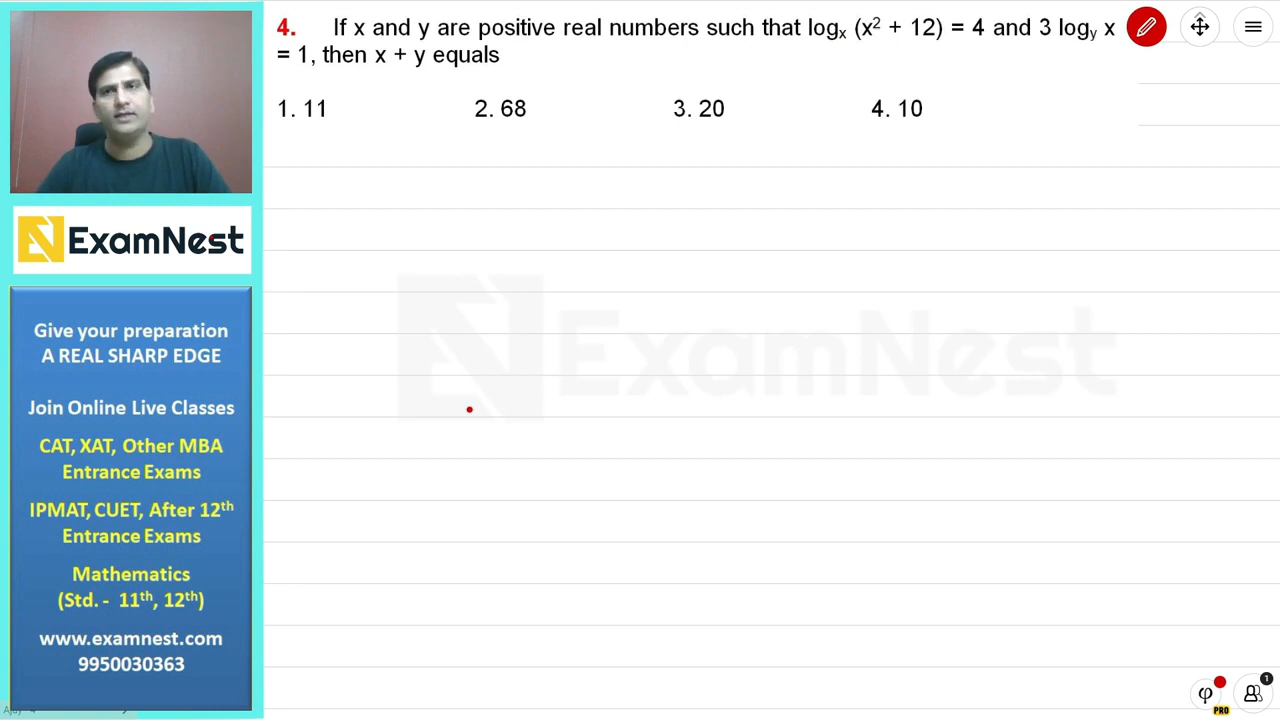 4. If x and y are positive real numbers such that logₓ (x² + 12) = 4 and 3 logᵧ x
= 1, then x + y equals
1. 11 2. 68 3. 20 4. 10
ExamNest
ExamNest
Give your preparation
A REAL SHARP EDGE
Join Online Live Classes
CAT, XAT, Other MBA
Entrance Exams
IPMAT, CUET, After 12ᵗʰ
Entrance Exams
Mathematics
(Std. - 11ᵗʰ, 12ᵗʰ)
www.examnest.com
9950030363
1
φ
PRO